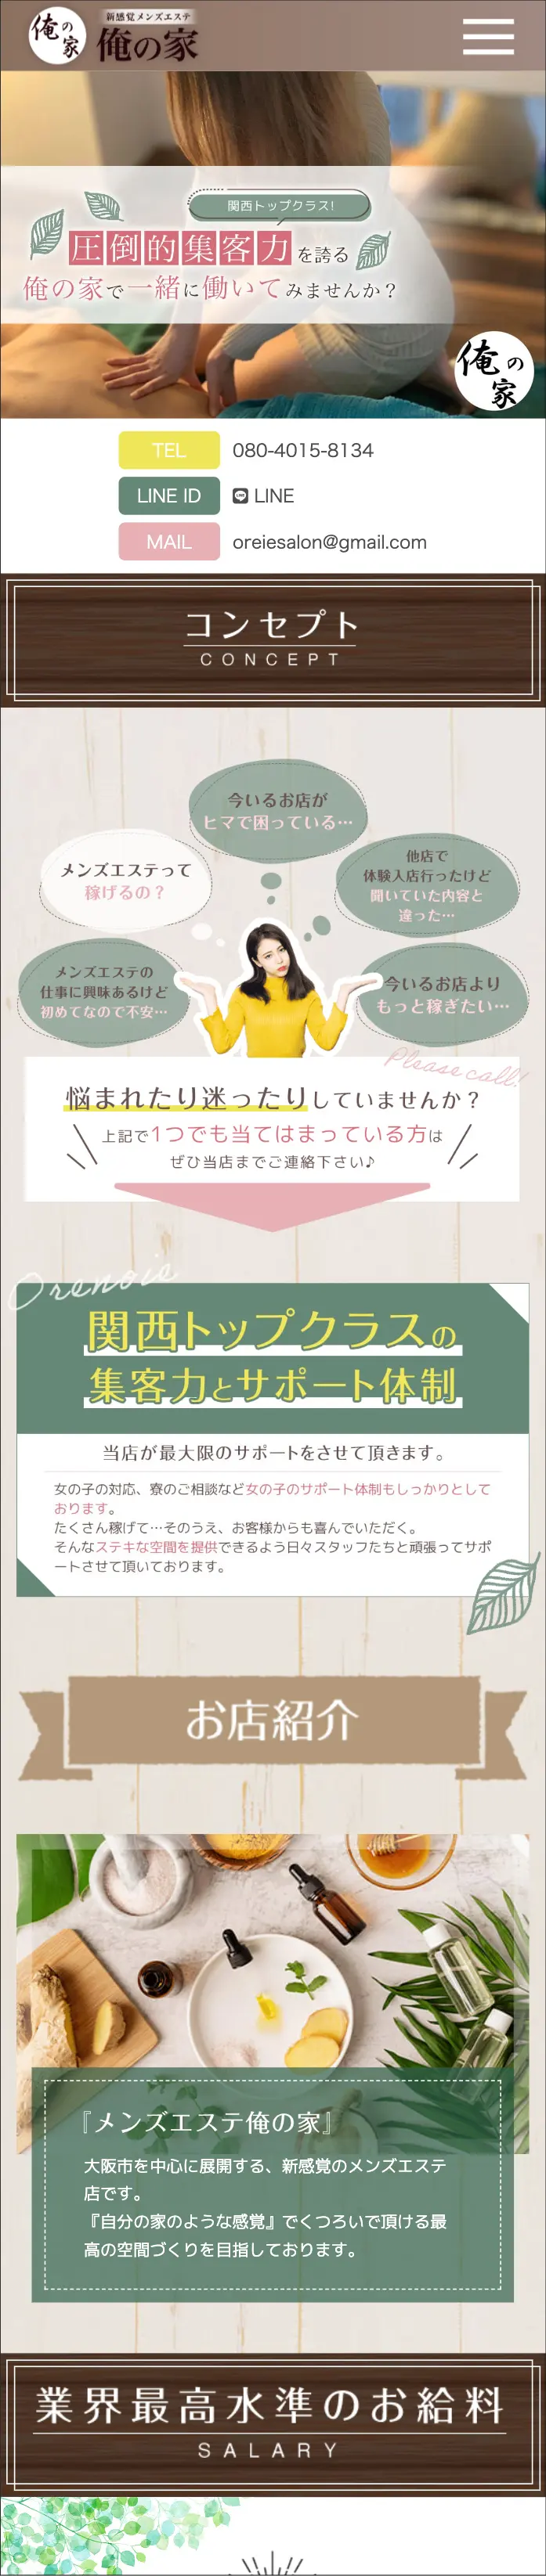 俺の家
新感覚メンズエステ
俺の家
関西トップクラス!
圧倒的集客力を誇る
俺の家で一緒に働いてみませんか？
俺の家
TEL 080-4015-8134
LINE ID LINE
MAIL oreiesalon@gmail.com
コンセプト
CONCEPT
今いるお店が
ヒマで困っている…
メンズエステって
稼げるの？
他店で
体験入店行ったけど
聞いていた内容と
違った…
メンズエステの
仕事に興味あるけど
初めてなので不安…
今いるお店より
もっと稼ぎたい…
Please call!
悩まれたり迷ったりしていませんか？
上記で1つでも当てはまっている方は
ぜひ当店までご連絡下さい♪
Orenoie
関西トップクラスの
集客力とサポート体制
当店が最大限のサポートをさせて頂きます。
女の子の対応、寮のご相談など女の子のサポート体制もしっかりとして
おります。
たくさん稼げて…そのうえ、お客様からも喜んでいただく。
そんなステキな空間を提供できるよう日々スタッフたちと頑張ってサポ
ートさせて頂いております。
お店紹介
『メンズエステ俺の家』
大阪市を中心に展開する、新感覚のメンズエステ
店です。
『自分の家のような感覚』でくつろいで頂ける最
高の空間づくりを目指しております。
業界最高水準のお給料
SALARY